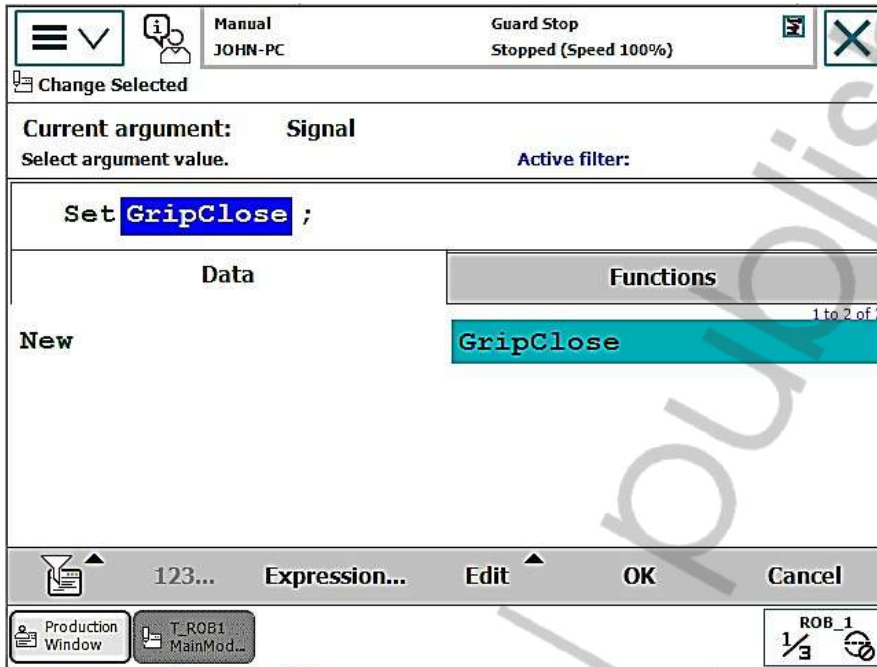 Manual
JOHN-PC
Guard Stop
Stopped (Speed 100%)
Change Selected
Current argument: Signal
Select argument value. Active filter:
Set GripClose ;
Data Functions
1 to 2 of
New GripClose
123... Expression... Edit OK Cancel
Production
Window
T_ROB1
MainMod...
ROB_1
1/3
publis